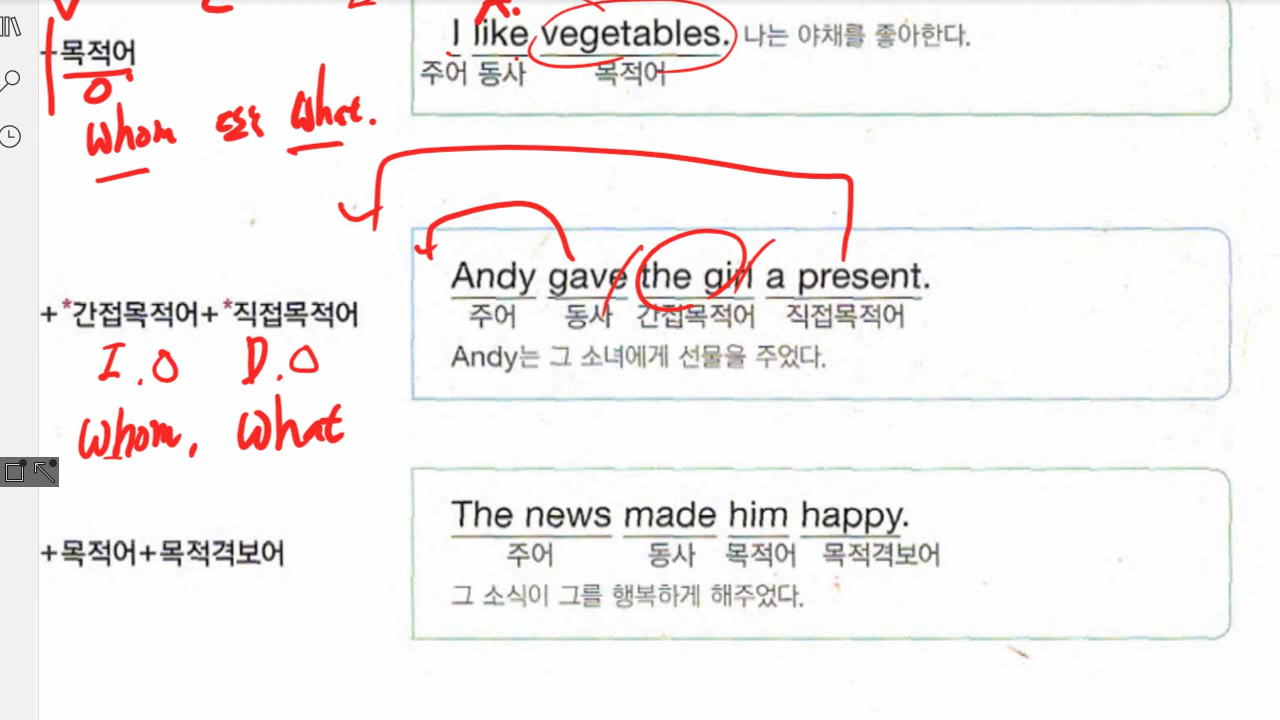 I like vegetables. 나는 야채를 좋아한다.
+목적어
주어 동사 목적어
O
whom 또는 what.
Andy gave the girl a present.
+*간접목적어+*직접목적어
주어 동사 간접목적어 직접목적어
Andy는 그 소녀에게 선물을 주었다.
I.O D.O
whom, what
The news made him happy.
+목적어+목적격보어
주어 동사 목적어 목적격보어
그 소식이 그를 행복하게 해주었다.